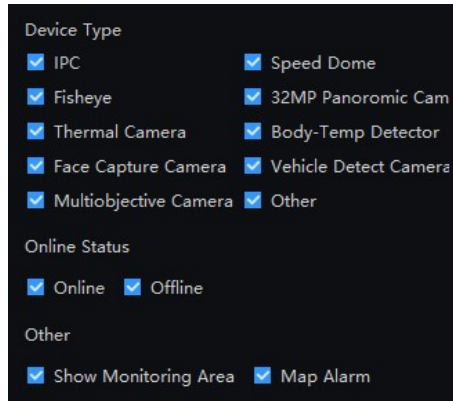 Device Type
IPC Speed Dome
Fisheye 32MP Panoromic Cam
Thermal Camera Body-Temp Detector
Face Capture Camera Vehicle Detect Camera
Multiobjective Camera Other
Online Status
Online Offline
Other
Show Monitoring Area Map Alarm